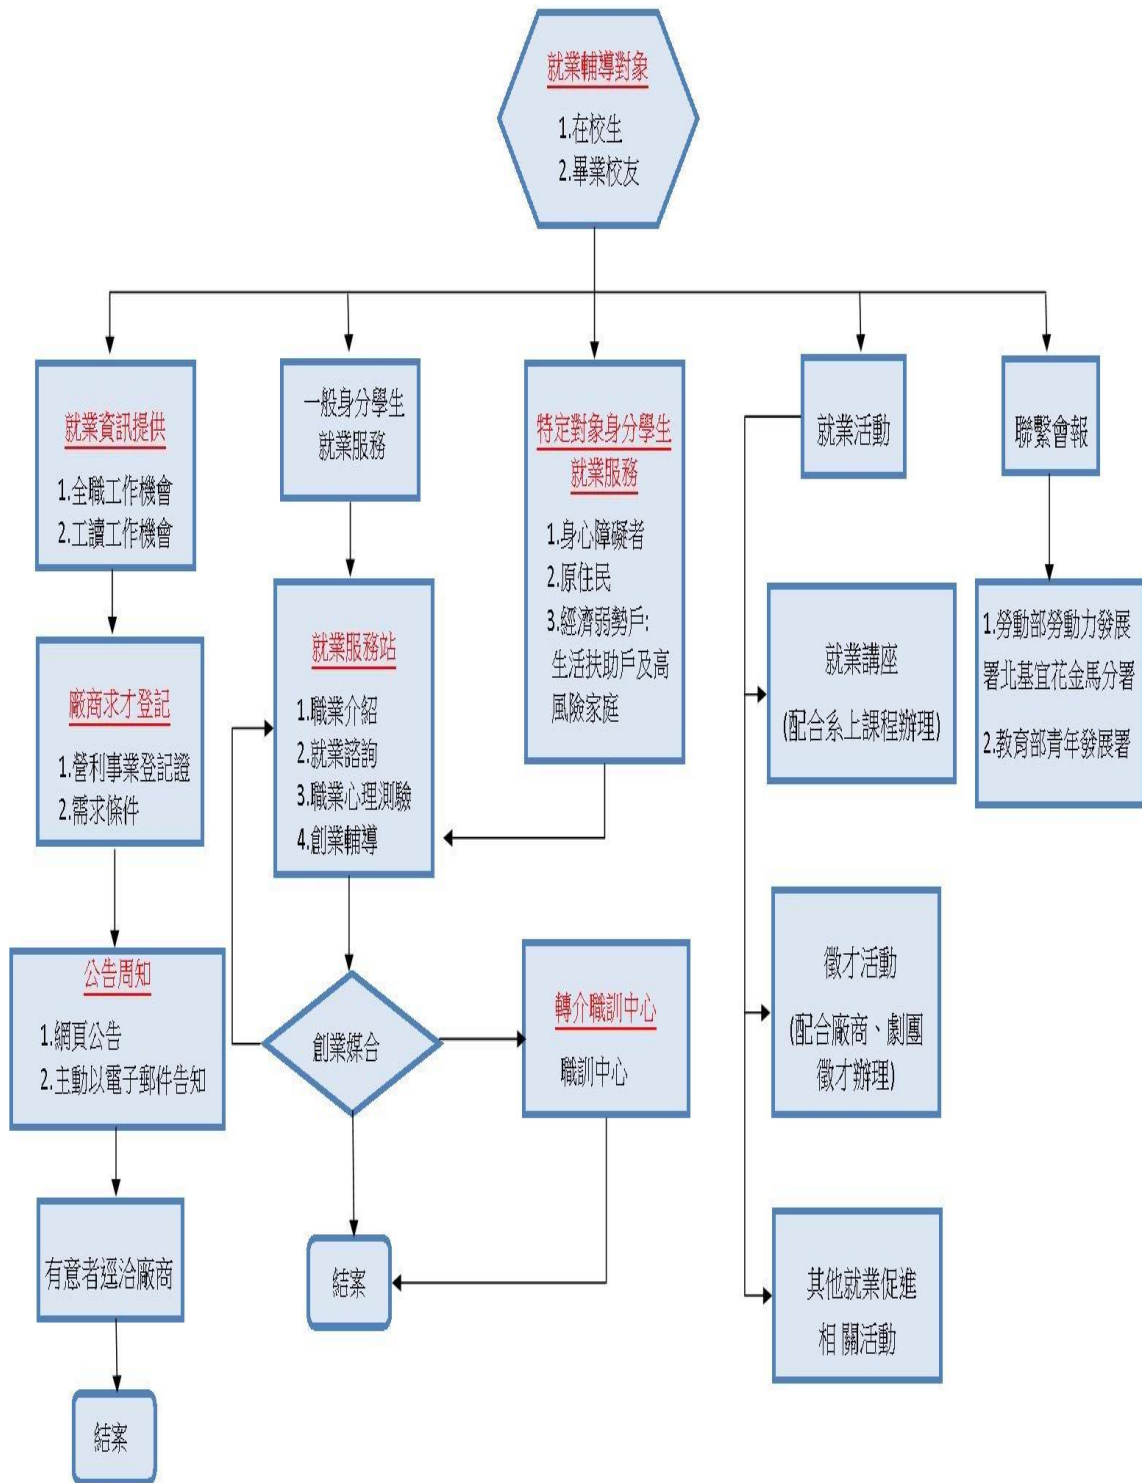 就業輔導對象
1.在校生
2.畢業校友
就業資訊提供
1.全職工作機會
2.工讀工作機會
一般身分學生
就業服務
特定對象身分學生
就業服務
1.身心障礙者
2.原住民
3.經濟弱勢戶:
生活扶助戶及高
風險家庭
就業活動
聯繫會報
廠商求才登記
1.營利事業登記證
2.需求條件
就業服務站
1.職業介紹
2.就業諮詢
3.職業心理測驗
4.創業輔導
就業講座
(配合系上課程辦理)
1.勞動部勞動力發展
署北基宜花金馬分署
2.教育部青年發展署
公告周知
1.網頁公告
2.主動以電子郵件告知
創業媒合
轉介職訓中心
職訓中心
徵才活動
(配合廠商、劇團
徵才辦理)
有意者逕洽廠商
結案
其他就業促進
相 關活動
結案